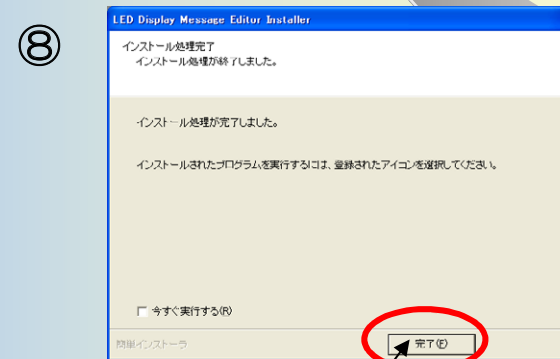 ⑧
LED Display Message Editor Installer
インストール処理完了
インストール処理が終了しました。
インストール処理が完了しました。
インストールされたプログラムを実行するには、登録されたアイコンを選択してください。
今すぐ実行する(R)
簡単インストーラ
完了(F)